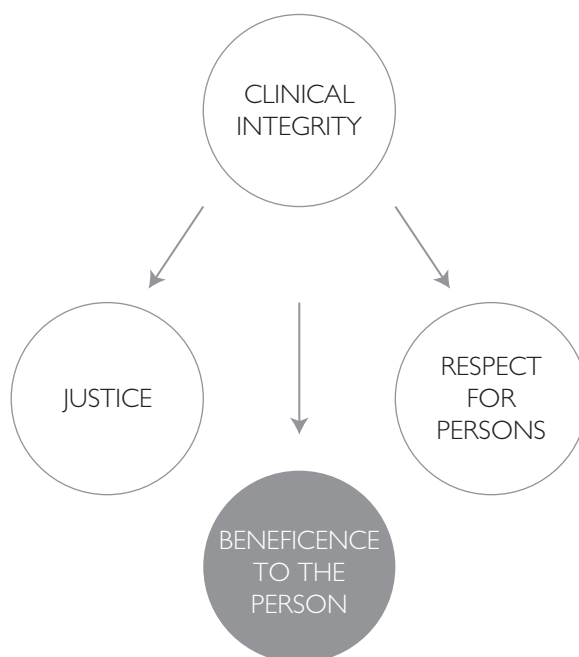 CLINICAL
INTEGRITY
JUSTICE
RESPECT
FOR
PERSONS
BENEFICENCE
TO THE
PERSON